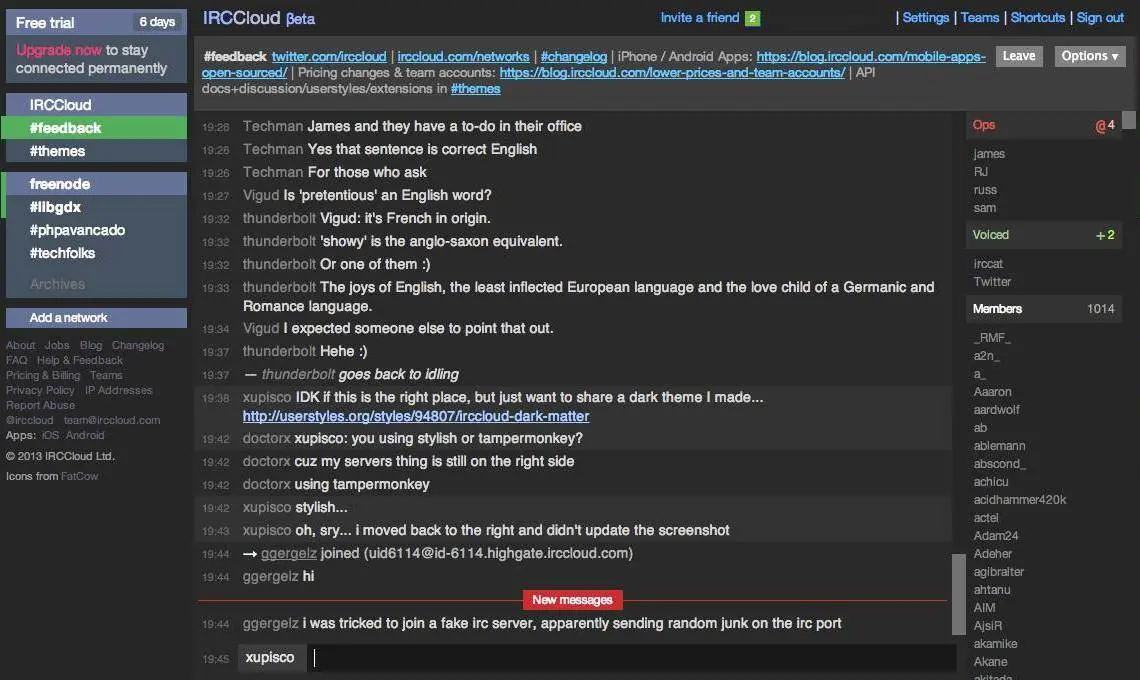 Free trial 6 days
Upgrade now to stay
connected permanently
IRCCloud
#feedback
#themes
freenode
#libgdx
#phpavancado
#techfolks
Archives
Add a network
About Jobs Blog Changelog
FAQ Help & Feedback
Pricing & Billing Teams
Privacy Policy IP Addresses
Report Abuse
@irccloud team@irccloud.com
Apps: iOS Android
© 2013 IRCCloud Ltd.
Icons from FatCow
IRCCloud βeta
Invite a friend 2 | Settings | Teams | Shortcuts | Sign out
#feedback twitter.com/irccloud | irccloud.com/networks | #changelog | iPhone / Android Apps: https://blog.irccloud.com/mobile-apps-
open-sourced/ | Pricing changes & team accounts: https://blog.irccloud.com/lower-prices-and-team-accounts/ | API
docs+discussion/userstyles/extensions in #themes
Leave Options ▾
19:26 Techman James and they have a to-do in their office
19:26 Techman Yes that sentence is correct English
19:26 Techman For those who ask
19:27 Vigud Is 'pretentious' an English word?
19:32 thunderbolt Vigud: it's French in origin.
19:32 thunderbolt 'showy' is the anglo-saxon equivalent.
19:32 thunderbolt Or one of them :)
19:33 thunderbolt The joys of English, the least inflected European language and the love child of a Germanic and
Romance language.
19:34 Vigud I expected someone else to point that out.
19:37 thunderbolt Hehe :)
19:37 — thunderbolt goes back to idling
19:38 xupisco IDK if this is the right place, but just want to share a dark theme I made...
http://userstyles.org/styles/94807/irccloud-dark-matter
19:42 doctorx xupisco: you using stylish or tampermonkey?
19:42 doctorx cuz my servers thing is still on the right side
19:42 doctorx using tampermonkey
19:42 xupisco stylish...
19:43 xupisco oh, sry... i moved back to the right and didn't update the screenshot
19:44 → ggergelz joined (uid6114@id-6114.highgate.irccloud.com)
19:44 ggergelz hi
New messages
19:44 ggergelz i was tricked to join a fake irc server, apparently sending random junk on the irc port
19:45 xupisco
Ops @4
james
RJ
russ
sam
Voiced +2
irccat
Twitter
Members 1014
_RMF_
a2n_
a_
Aaron
aardwolf
ab
ablemann
abscond_
achicu
acidhammer420k
actel
Adam24
Adeher
agibralter
ahtanu
AIM
AjsiR
akamike
Akane
akitada